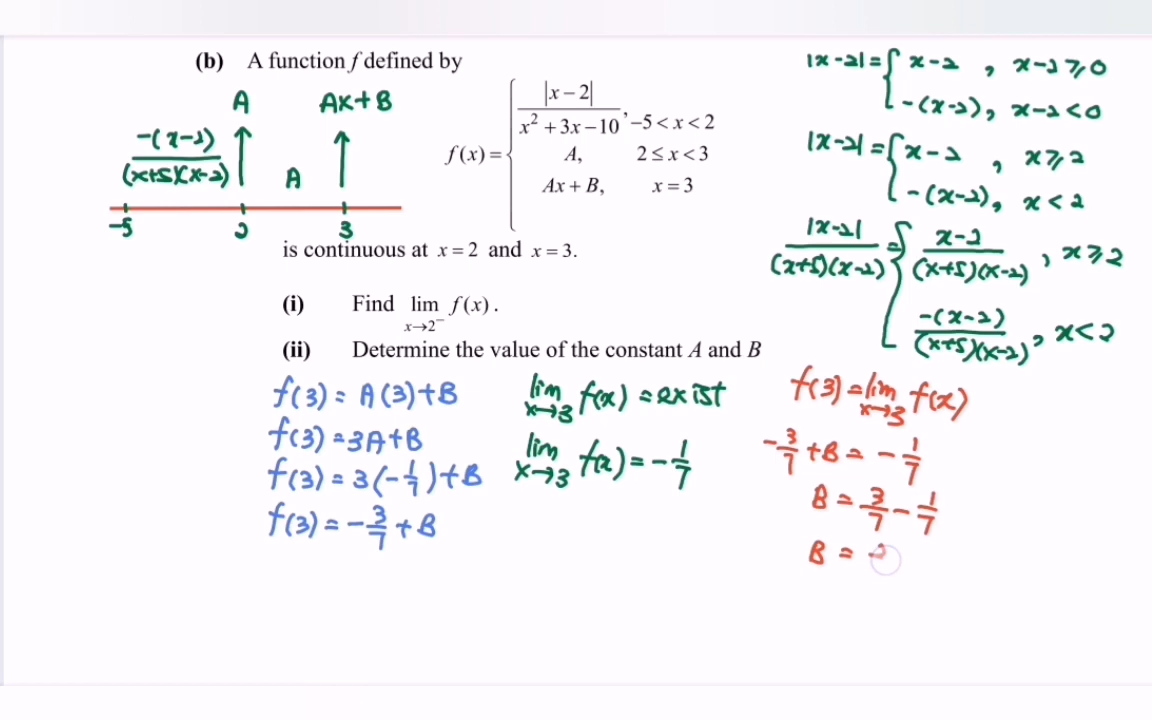 (b) A function f defined by
A Ax+B
-(x-2)/(x+5)(x-2)
A
-5 2 3
f(x) = { |x-2|/x² + 3x - 10, -5 < x < 2
A, 2 ≤ x < 3
Ax + B, x = 3
is continuous at x = 2 and x = 3.
(i) Find lim x→2⁻ f(x).
(ii) Determine the value of the constant A and B
|x-2| = { x-2, x-2 ≥ 0
-(x-2), x-2 < 0
|x-2| = { x-2, x ≥ 2
-(x-2), x < 2
|x-2|/(x+5)(x-2) = { x-2/(x+5)(x-2), x ≥ 2
-(x-2)/(x+5)(x-2), x < 2
f(3) = A(3)+B
f(3) = 3A+B
f(3) = 3(-1/7)+B
f(3) = -3/7 + B
lim x→3 f(x) = exist
lim x→3 f(x) = -1/7
f(3) = lim x→3 f(x)
-3/7 + B = -1/7
B = 3/7 - 1/7
B =